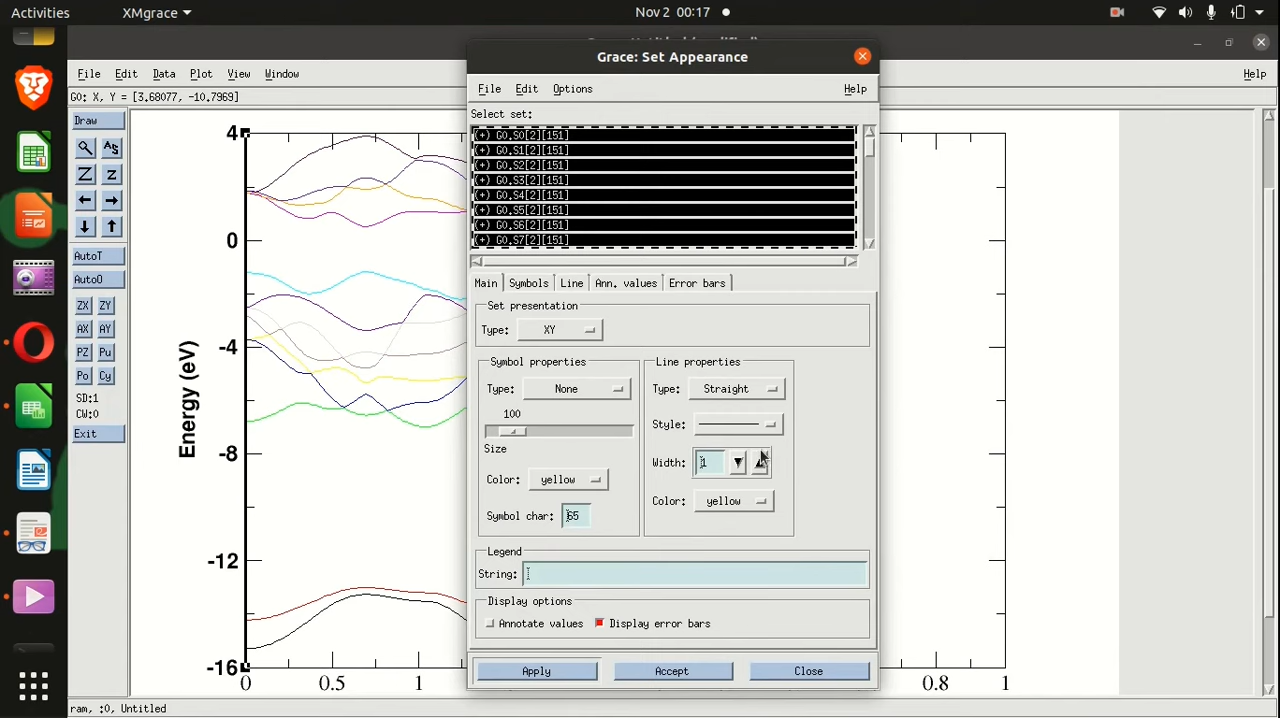 Activities
XMgrace
Nov 2 00:17
Grace: Set Appearance
File Edit Data Plot View Window
Help
G0: X, Y = [3.68077, -10.7969]
File Edit Options
Help
Select set:
(+) G0.S0[2][151]
(+) G0.S1[2][151]
(+) G0.S2[2][151]
(+) G0.S3[2][151]
(+) G0.S4[2][151]
(+) G0.S5[2][151]
(+) G0.S6[2][151]
(+) G0.S7[2][151]
Draw
AS
Z z
AutoT
AutoO
ZX ZY
AX AY
PZ Pu
Po Cy
SD:1
CW:0
Exit
Main Symbols Line Ann. values Error bars
Set presentation
Type: XY
Symbol properties
Type: None
100
Size
Color: yellow
Symbol char: 65
Line properties
Type: Straight
Style:
Width: 1
Color: yellow
Legend
String:
Display options
Annotate values
Display error bars
Apply
Accept
Close
Energy (eV)
4
0
-4
-8
-12
-16
0 0.5 1 0.8 1
ram, :0, Untitled